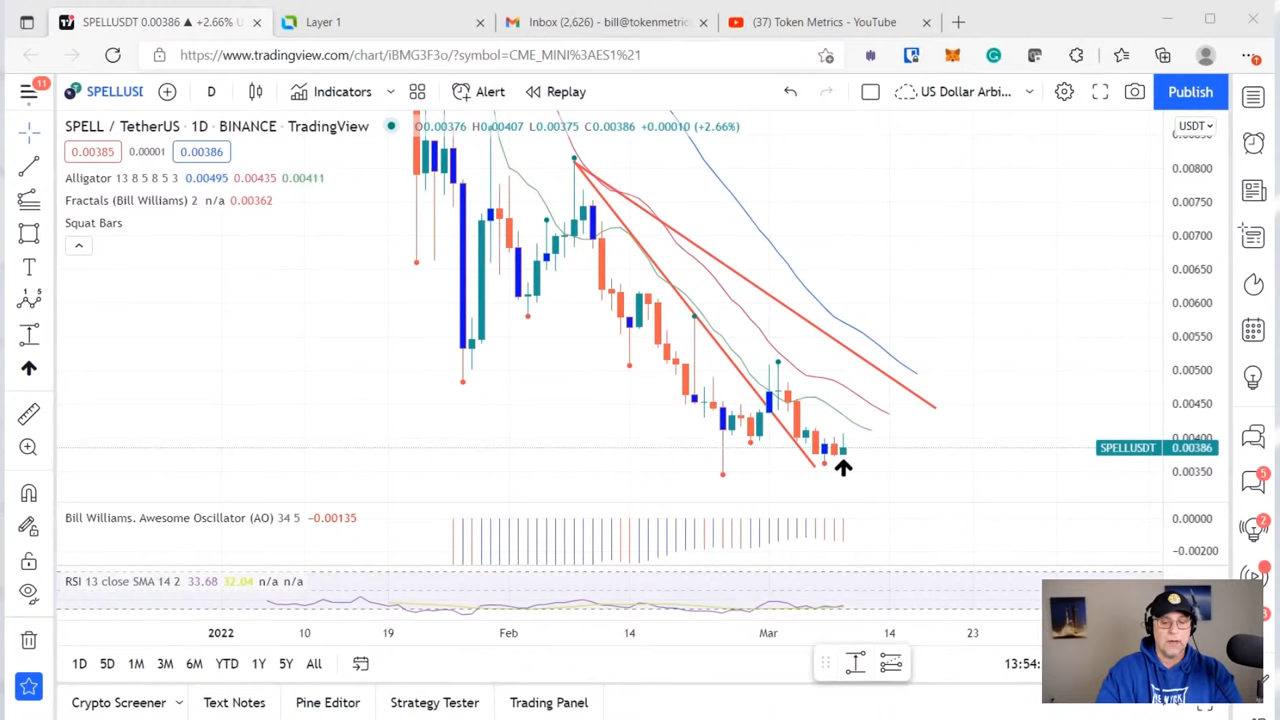 SPELLUSDT 0.00386 ▲ +2.66% U
Layer 1
Inbox (2,626) - bill@tokenmetric
(37) Token Metrics - YouTube
https://www.tradingview.com/chart/iBMG3F3o/?symbol=CME_MINI%3AES1%21
11
SPELLUSI
D
Indicators
Alert
Replay
US Dollar Arbi...
Publish
SPELL / TetherUS · 1D · BINANCE · TradingView
O0.00376 H0.00407 L0.00375 C0.00386 +0.00010 (+2.66%)
USDT
0.00385
0.00001
0.00386
Alligator 13 8 5 8 5 3 0.00495 0.00435 0.00411
Fractals (Bill Williams) 2 n/a 0.00362
Squat Bars
0.00800
0.00750
0.00700
0.00650
0.00600
0.00550
0.00500
0.00450
0.00400
SPELLUSDT 0.00386
0.00350
Bill Williams. Awesome Oscillator (AO) 34 5 −0.00135
0.00000
−0.00200
RSI 13 close SMA 14 2 33.68 32.04 n/a n/a
2022
10
19
Feb
14
Mar
14
23
1D 5D 1M 3M 6M YTD 1Y 5Y All
13:54:
Crypto Screener
Text Notes
Pine Editor
Strategy Tester
Trading Panel
5
2